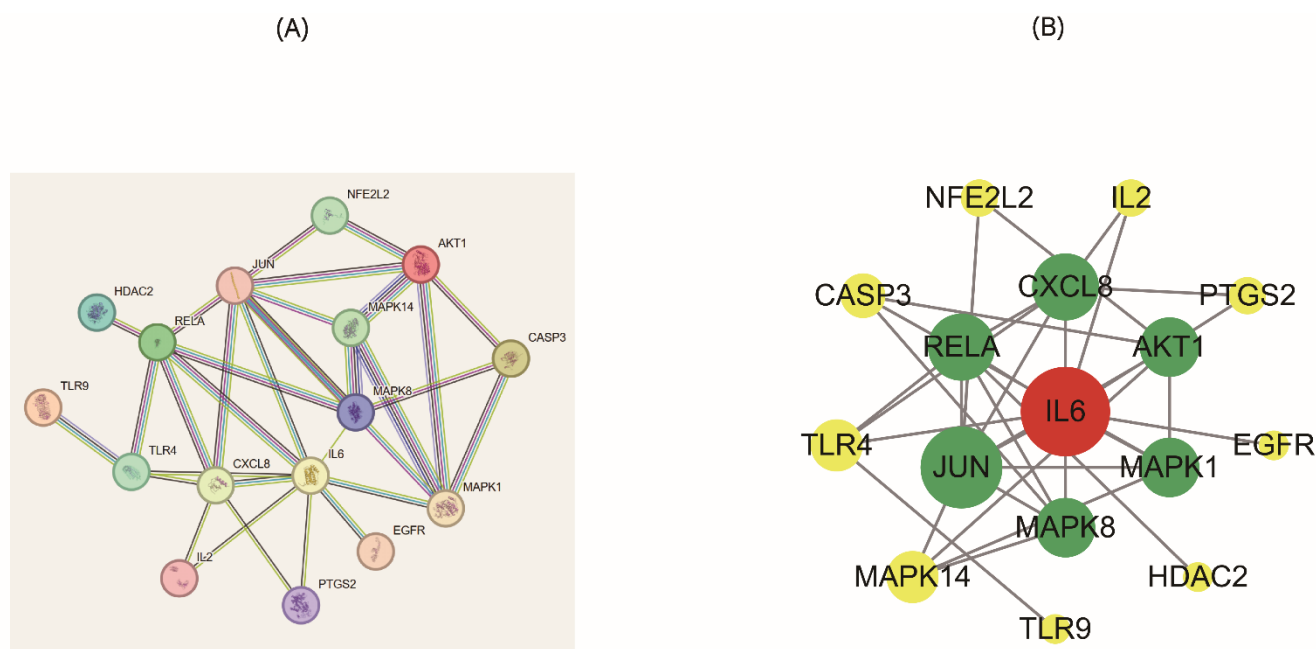 (A)
(B)
NFE2L2
AKT1
JUN
HDAC2
MAPK14
RELA
CASP3
TLR9
MAPK8
TLR4
CXCL8
IL6
MAPK1
EGFR
IL2
PTGS2
NFE2L2
IL2
CASP3
CXCL8
PTGS2
RELA
AKT1
IL6
TLR4
JUN
MAPK1
EGFR
MAPK8
MAPK14
HDAC2
TLR9